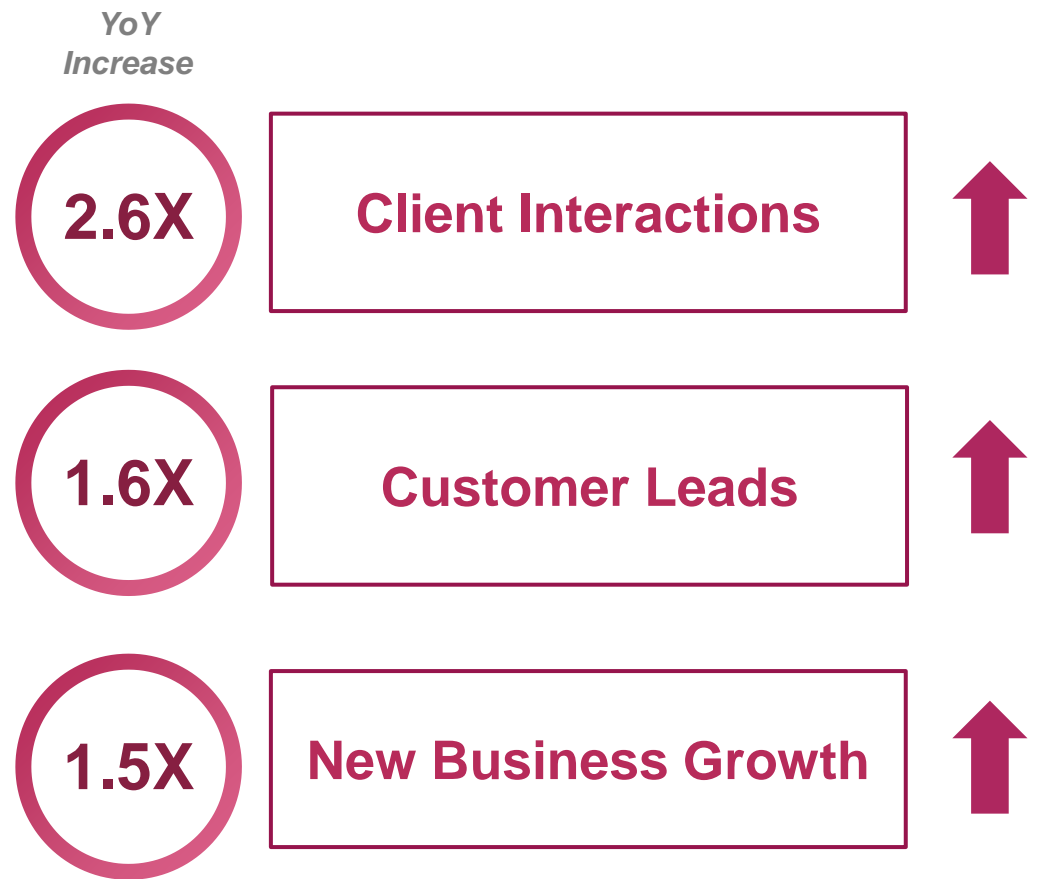 YoY
Increase
2.6X
Client Interactions
1.6X
Customer Leads
1.5X
New Business Growth